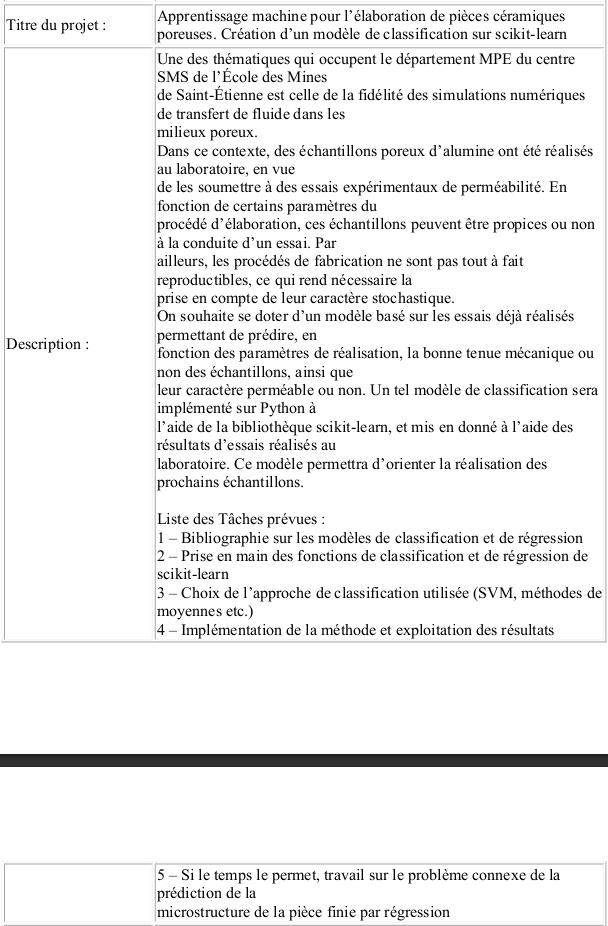 Titre du projet :
Apprentissage machine pour l’élaboration de pièces céramiques
poreuses. Création d’un modèle de classification sur scikit-learn
Description :
Une des thématiques qui occupent le département MPE du centre
SMS de l’École des Mines
de Saint-Étienne est celle de la fidélité des simulations numériques
de transfert de fluide dans les
milieux poreux.
Dans ce contexte, des échantillons poreux d’alumine ont été réalisés
au laboratoire, en vue
de les soumettre à des essais expérimentaux de perméabilité. En
fonction de certains paramètres du
procédé d’élaboration, ces échantillons peuvent être propices ou non
à la conduite d’un essai. Par
ailleurs, les procédés de fabrication ne sont pas tout à fait
reproductibles, ce qui rend nécessaire la
prise en compte de leur caractère stochastique.
On souhaite se doter d’un modèle basé sur les essais déjà réalisés
permettant de prédire, en
fonction des paramètres de réalisation, la bonne tenue mécanique ou
non des échantillons, ainsi que
leur caractère perméable ou non. Un tel modèle de classification sera
implémenté sur Python à
l’aide de la bibliothèque scikit-learn, et mis en donné à l’aide des
résultats d’essais réalisés au
laboratoire. Ce modèle permettra d’orienter la réalisation des
prochains échantillons.
Liste des Tâches prévues :
1 – Bibliographie sur les modèles de classification et de régression
2 – Prise en main des fonctions de classification et de régression de
scikit-learn
3 – Choix de l’approche de classification utilisée (SVM, méthodes de
moyennes etc.)
4 – Implémentation de la méthode et exploitation des résultats
5 – Si le temps le permet, travail sur le problème connexe de la
prédiction de la
microstructure de la pièce finie par régression